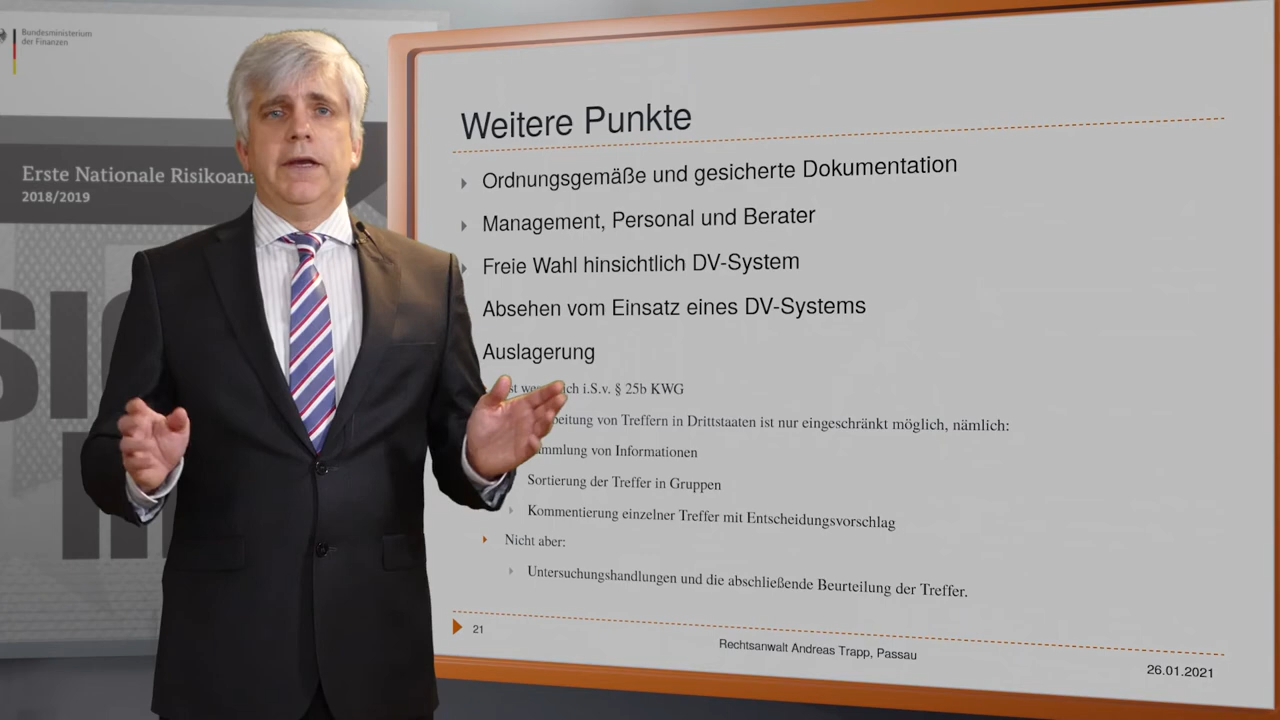 Bundesministerium
der Finanzen
Erste Nationale
2018/2019
Weitere Punkte
Ordnungsgemäße und gesicherte Dokumentation
Management, Personal und Berater
Freie Wahl hinsichtlich DV-System
Absehen vom Einsatz eines DV-Systems
Auslagerung
i.S.v. § 25b KWG
von Treffern in Drittstaaten ist nur eingeschränkt möglich, nämlich:
von Informationen
Sortierung der Treffer in Gruppen
Kommentierung einzelner Treffer mit Entscheidungsvorschlag
Nicht aber:
Untersuchungshandlungen und die abschließende Beurteilung der Treffer.
21
Rechtsanwalt Andreas Trapp, Passau
26.01.2021